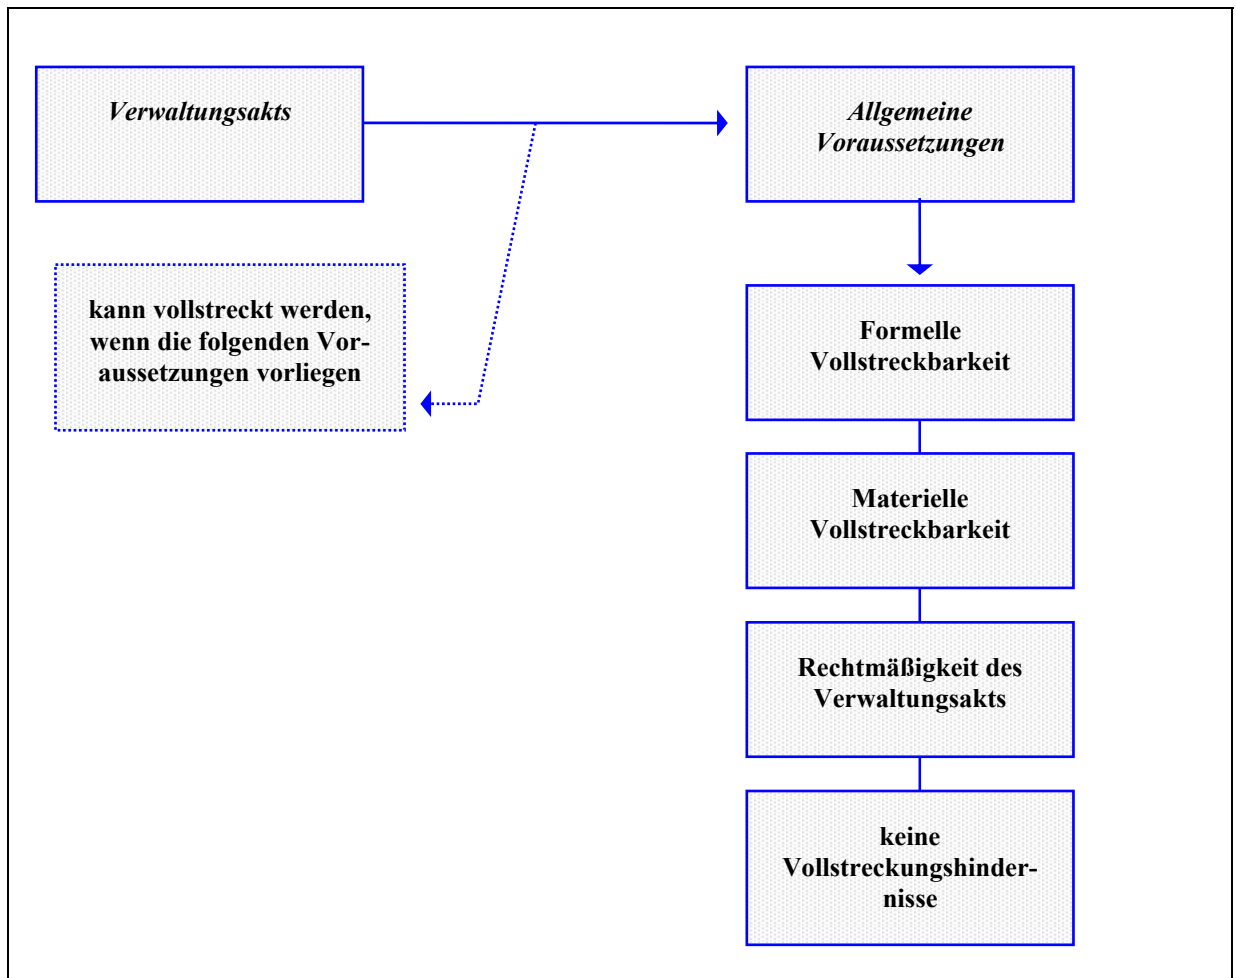 Verwaltungsakts
Allgemeine
Voraussetzungen
kann vollstreckt werden,
wenn die folgenden Vor-
aussetzungen vorliegen
Formelle
Vollstreckbarkeit
Materielle
Vollstreckbarkeit
Rechtmäßigkeit des
Verwaltungsakts
keine
Vollstreckungshinder-
nisse